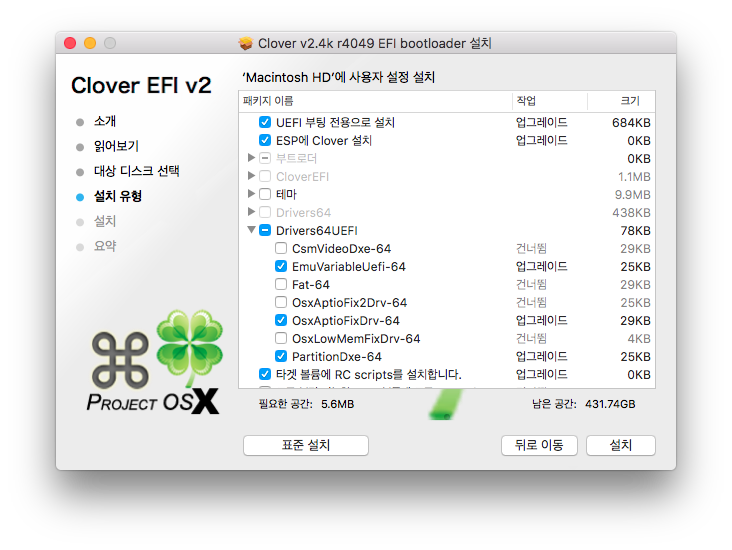 Clover v2.4k r4049 EFI bootloader 설치
Clover EFI v2
소개
읽어보기
대상 디스크 선택
설치 유형
설치
요약
PROJECT OSX
‘Macintosh HD’에 사용자 설정 설치
패키지 이름 작업 크기
UEFI 부팅 전용으로 설치 업그레이드 684KB
ESP에 Clover 설치 업그레이드 0KB
부트로더 0KB
CloverEFI 1.1MB
테마 9.9MB
Drivers64 438KB
Drivers64UEFI 78KB
CsmVideoDxe-64 건너뜀 29KB
EmuVariableUefi-64 업그레이드 25KB
Fat-64 건너뜀 29KB
OsxAptioFix2Drv-64 건너뜀 25KB
OsxAptioFixDrv-64 업그레이드 29KB
OsxLowMemFixDrv-64 건너뜀 4KB
PartitionDxe-64 업그레이드 25KB
타겟 볼륨에 RC scripts를 설치합니다. 업그레이드 0KB
필요한 공간: 5.6MB 남은 공간: 431.74GB
표준 설치 뒤로 이동 설치